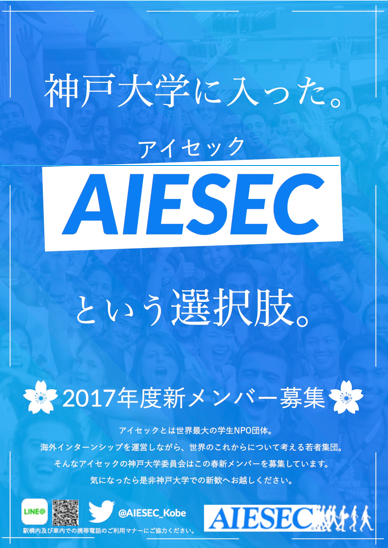 神戸大学に入った。
アイセック
AIESEC
という選択肢。
2017年度新メンバー募集
アイセックとは世界最大の学生NPO団体。
海外インターンシップを運営しながら、世界のこれからについて考える若者集団。
そんなアイセックの神戸大学委員会はこの春新メンバーを募集しています。
気になったら是非神戸大学での新歓へお越しください。
LINE@
@AIESEC_Kobe
AIESEC
駅構内及び車内での携帯電話のご利用マナーにご協力ください。